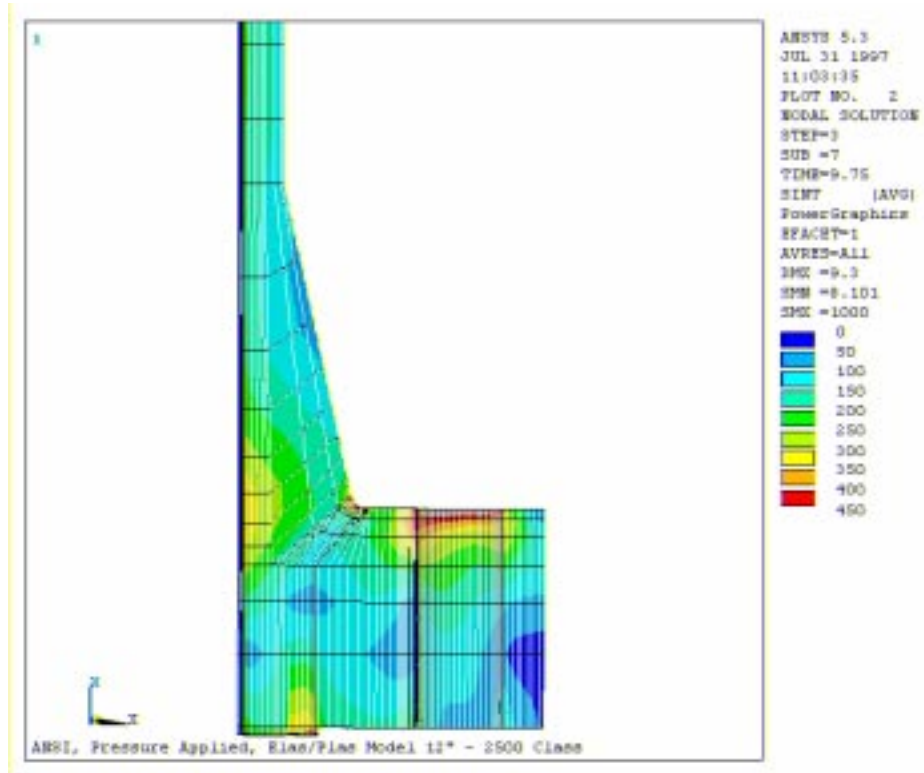 1
ANSYS 5.3
JUL 31 1997
11:03:35
PLOT NO. 2
NODAL SOLUTION
STEP=3
SUB =7
TIME=9.75
SINT (AVG)
PowerGraphics
EFACET=1
AVRES=All
DMX =9.3
SMN =8.101
SMX =1000
0
50
100
150
200
250
300
350
400
450
X
ANSI, Pressure Applied, Elas/Plas Model 12" - 2500 Class